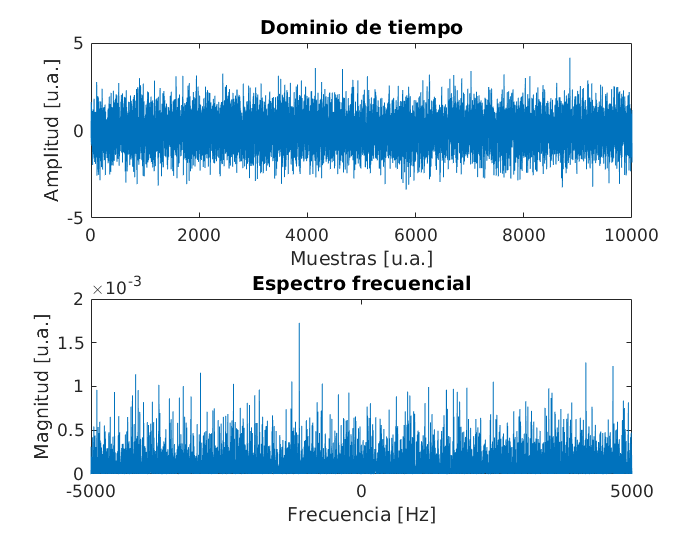 Dominio de tiempo
5
0
-5
Amplitud [u.a.]
0 2000 4000 6000 8000 10000
Muestras [u.a.]
×10-3
Espectro frecuencial
2
1.5
1
0.5
0
Magnitud [u.a.]
-5000 0 5000
Frecuencia [Hz]